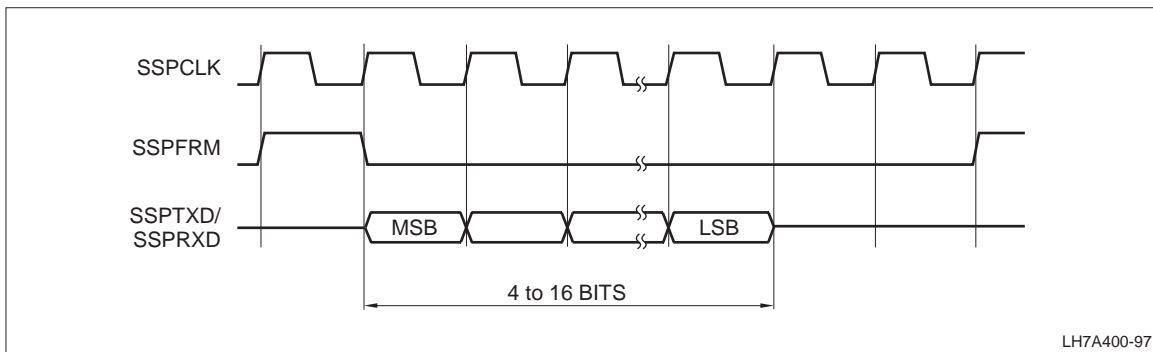 SSPCLK
SSPFRM
SSPTXD/
SSPRXD
MSB
LSB
4 to 16 BITS
LH7A400-97